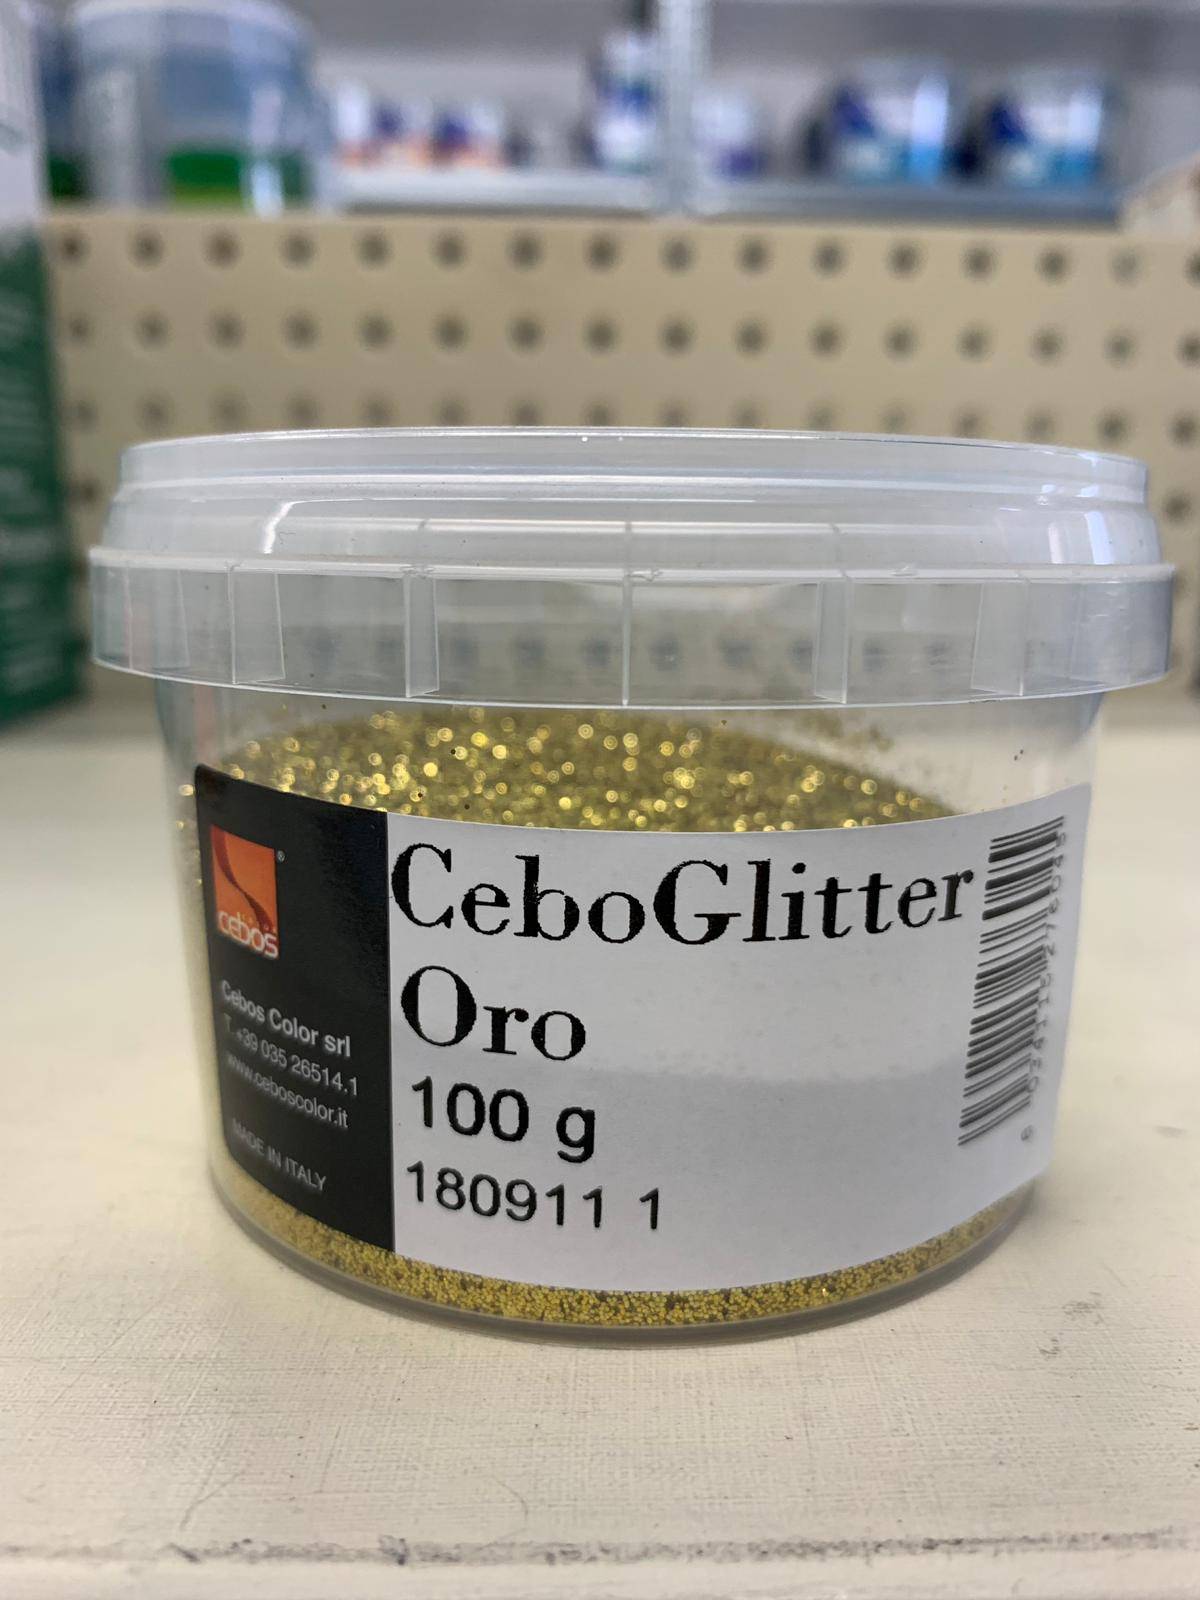 cebos
Cebos Color srl
T. +39 035 26514.1
www.ceboscolor.it
MADE IN ITALY
CeboGlitter
Oro
100 g
180911 1